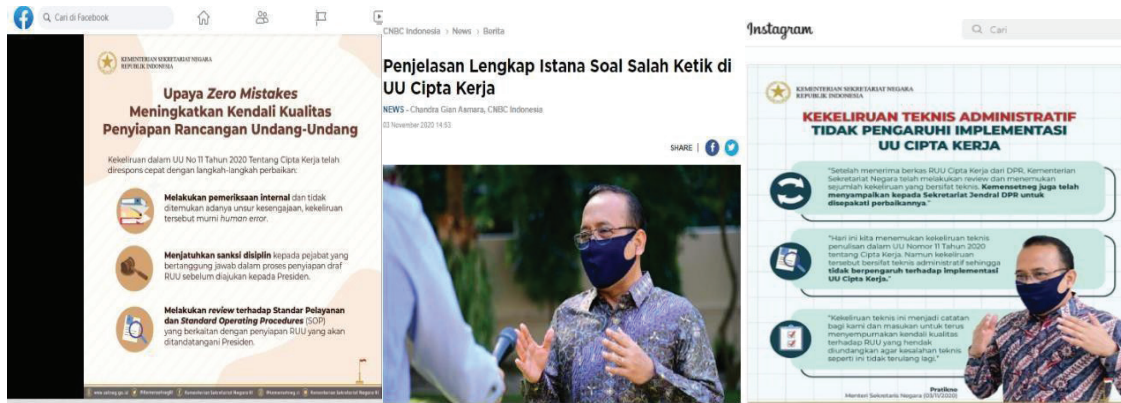 Cari di Facebook
KEMENTERIAN SEKRETARIAT NEGARA
REPUBLIK INDONESIA
Upaya Zero Mistakes
Meningkatkan Kendali Kualitas
Penyiapan Rancangan Undang-Undang
Kekeliruan dalam UU No 11 Tahun 2020 Tentang Cipta Kerja telah
direspons cepat dengan langkah-langkah perbaikan:
Melakukan pemeriksaan internal dan tidak
ditemukan adanya unsur kesengajaan, kekeliruan
tersebut murni human error.
Menjatuhkan sanksi disiplin kepada pejabat yang
bertanggung jawab dalam proses penyiapan draf
RUU sebelum diajukan kepada Presiden.
Melakukan review terhadap Standar Pelayanan
dan Standard Operating Procedures (SOP)
yang berkaitan dengan penyiapan RUU yang akan
ditandatangani Presiden.
CNBC Indonesia > News > Berita
Penjelasan Lengkap Istana Soal Salah Ketik di
UU Cipta Kerja
NEWS - Chandra Gian Asmara, CNBC Indonesia
03 November 2020 14:53
SHARE
Instagram
Cari
KEMENTERIAN SEKRETARIAT NEGARA
REPUBLIK INDONESIA
KEKELIRUAN TEKNIS ADMINISTRATIF
TIDAK PENGARUHI IMPLEMENTASI
UU CIPTA KERJA
"Setelah menerima berkas RUU Cipta Kerja dari DPR, Kementerian
Sekretariat Negara telah melakukan review dan menemukan
sejumlah kekeliruan yang bersifat teknis. Kemensetneg juga telah
menyampaikan kepada Sekretariat Jendral DPR untuk
disepakati perbaikannya."
"Hari ini kita menemukan kekeliruan teknis
penulisan dalam UU Nomor 11 Tahun 2020
tentang Cipta Kerja. Namun kekeliruan
tersebut bersifat teknis administratif sehingga
tidak berpengaruh terhadap implementasi
UU Cipta Kerja."
"Kekeliruan teknis ini menjadi catatan
bagi kami dan masukan untuk terus
menyempurnakan kendali kualitas
terhadap RUU yang hendak
diundangkan agar kesalahan teknis
seperti ini tidak terulang lagi."
Pratikno
Menteri Sekretaris Negara (03/11/2020)